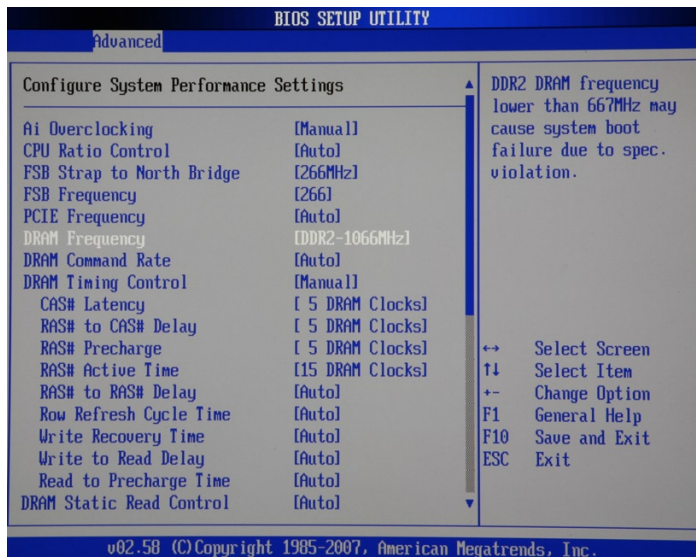 BIOS SETUP UTILITY
Advanced
Configure System Performance Settings
Ai Overclocking [Manual]
CPU Ratio Control [Auto]
FSB Strap to North Bridge [266MHz]
FSB Frequency [266]
PCIE Frequency [Auto]
DRAM Frequency [DDR2-1066MHz]
DRAM Command Rate [Auto]
DRAM Timing Control [Manual]
CAS# Latency [ 5 DRAM Clocks]
RAS# to CAS# Delay [ 5 DRAM Clocks]
RAS# Precharge [ 5 DRAM Clocks]
RAS# Active Time [15 DRAM Clocks]
RAS# to RAS# Delay [Auto]
Row Refresh Cycle Time [Auto]
Write Recovery Time [Auto]
Write to Read Delay [Auto]
Read to Precharge Time [Auto]
DRAM Static Read Control [Auto]
DDR2 DRAM frequency
lower than 667MHz may
cause system boot
failure due to spec.
violation.
↔ Select Screen
↑↓ Select Item
+- Change Option
F1 General Help
F10 Save and Exit
ESC Exit
v02.58 (C)Copyright 1985-2007, American Megatrends, Inc.